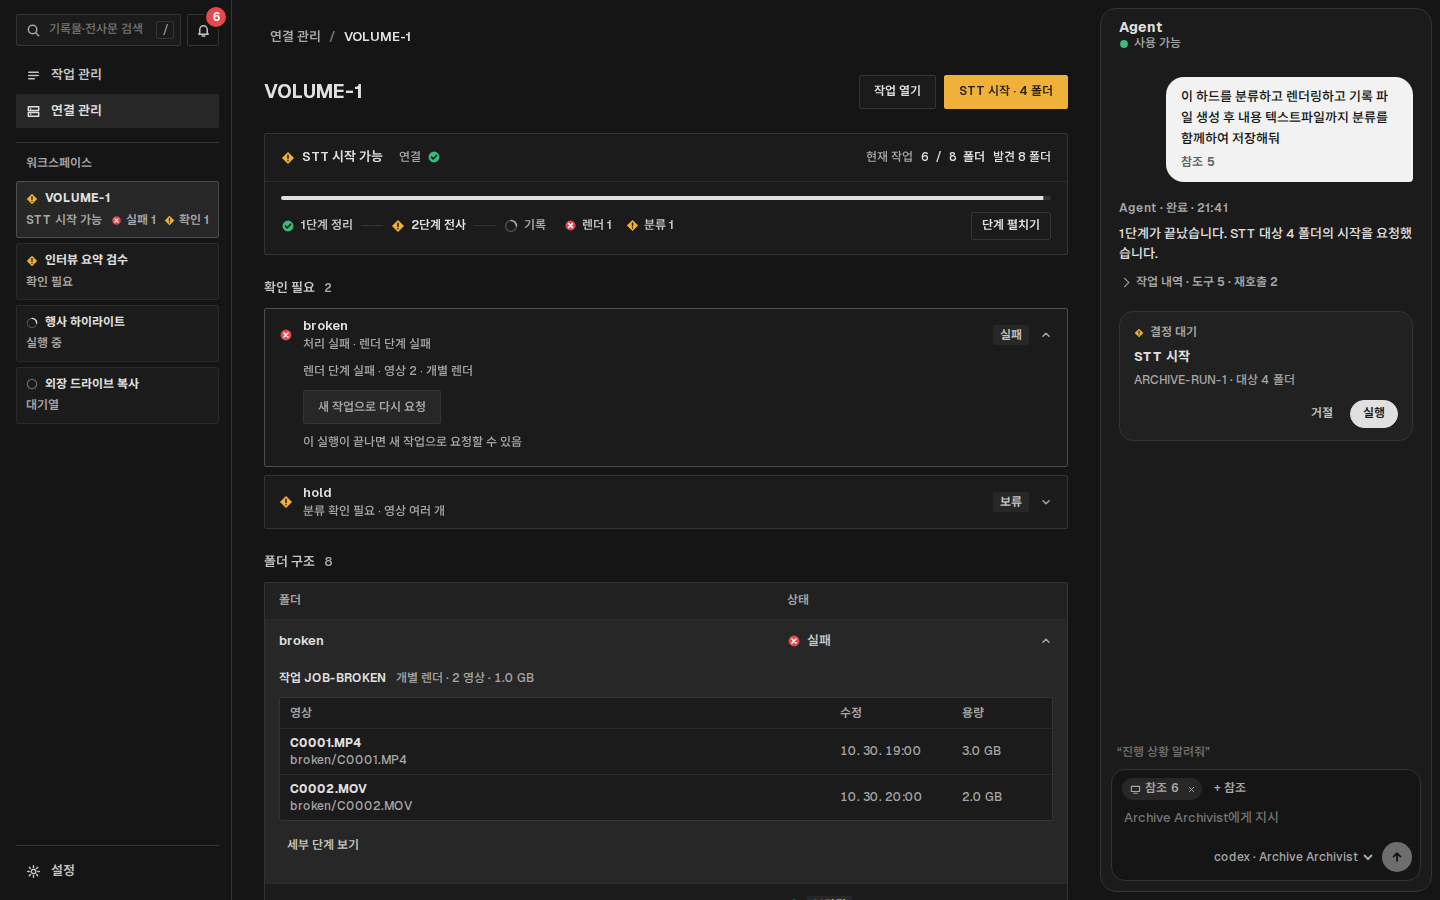 기록물·전사문 검색 /
6
작업 관리
연결 관리
워크스페이스
VOLUME-1
STT 시작 가능 실패 1 확인 1
인터뷰 요약 검수
확인 필요
행사 하이라이트
실행 중
외장 드라이브 복사
대기열
설정
연결 관리 / VOLUME-1
VOLUME-1
작업 열기
STT 시작 · 4 폴더
STT 시작 가능 연결
현재 작업 6 / 8 폴더 발견 8 폴더
1단계 정리 2단계 전사 기록 렌더 1 분류 1
단계 펼치기
확인 필요 2
broken
처리 실패 · 렌더 단계 실패
실패
렌더 단계 실패 · 영상 2 · 개별 렌더
새 작업으로 다시 요청
이 실행이 끝나면 새 작업으로 요청할 수 있음
hold
분류 확인 필요 · 영상 여러 개
보류
폴더 구조 8
폴더 상태
broken 실패
작업 JOB-BROKEN 개별 렌더 · 2 영상 · 1.0 GB
영상 수정 용량
C0001.MP4
broken/C0001.MP4
10. 30. 19:00 3.0 GB
C0002.MOV
broken/C0002.MOV
10. 30. 20:00 2.0 GB
세부 단계 보기
Agent
사용 가능
이 하드를 분류하고 렌더링하고 기록 파
일 생성 후 내용 텍스트파일까지 분류를
함께하여 저장해둬
참조 5
Agent · 완료 · 21:41
1단계가 끝났습니다. STT 대상 4 폴더의 시작을 요청했
습니다.
작업 내역 · 도구 5 · 재호출 2
결정 대기
STT 시작
ARCHIVE-RUN-1 · 대상 4 폴더
거절 실행
“진행 상황 알려줘”
참조 6 × + 참조
Archive Archivist에게 지시
codex · Archive Archivist